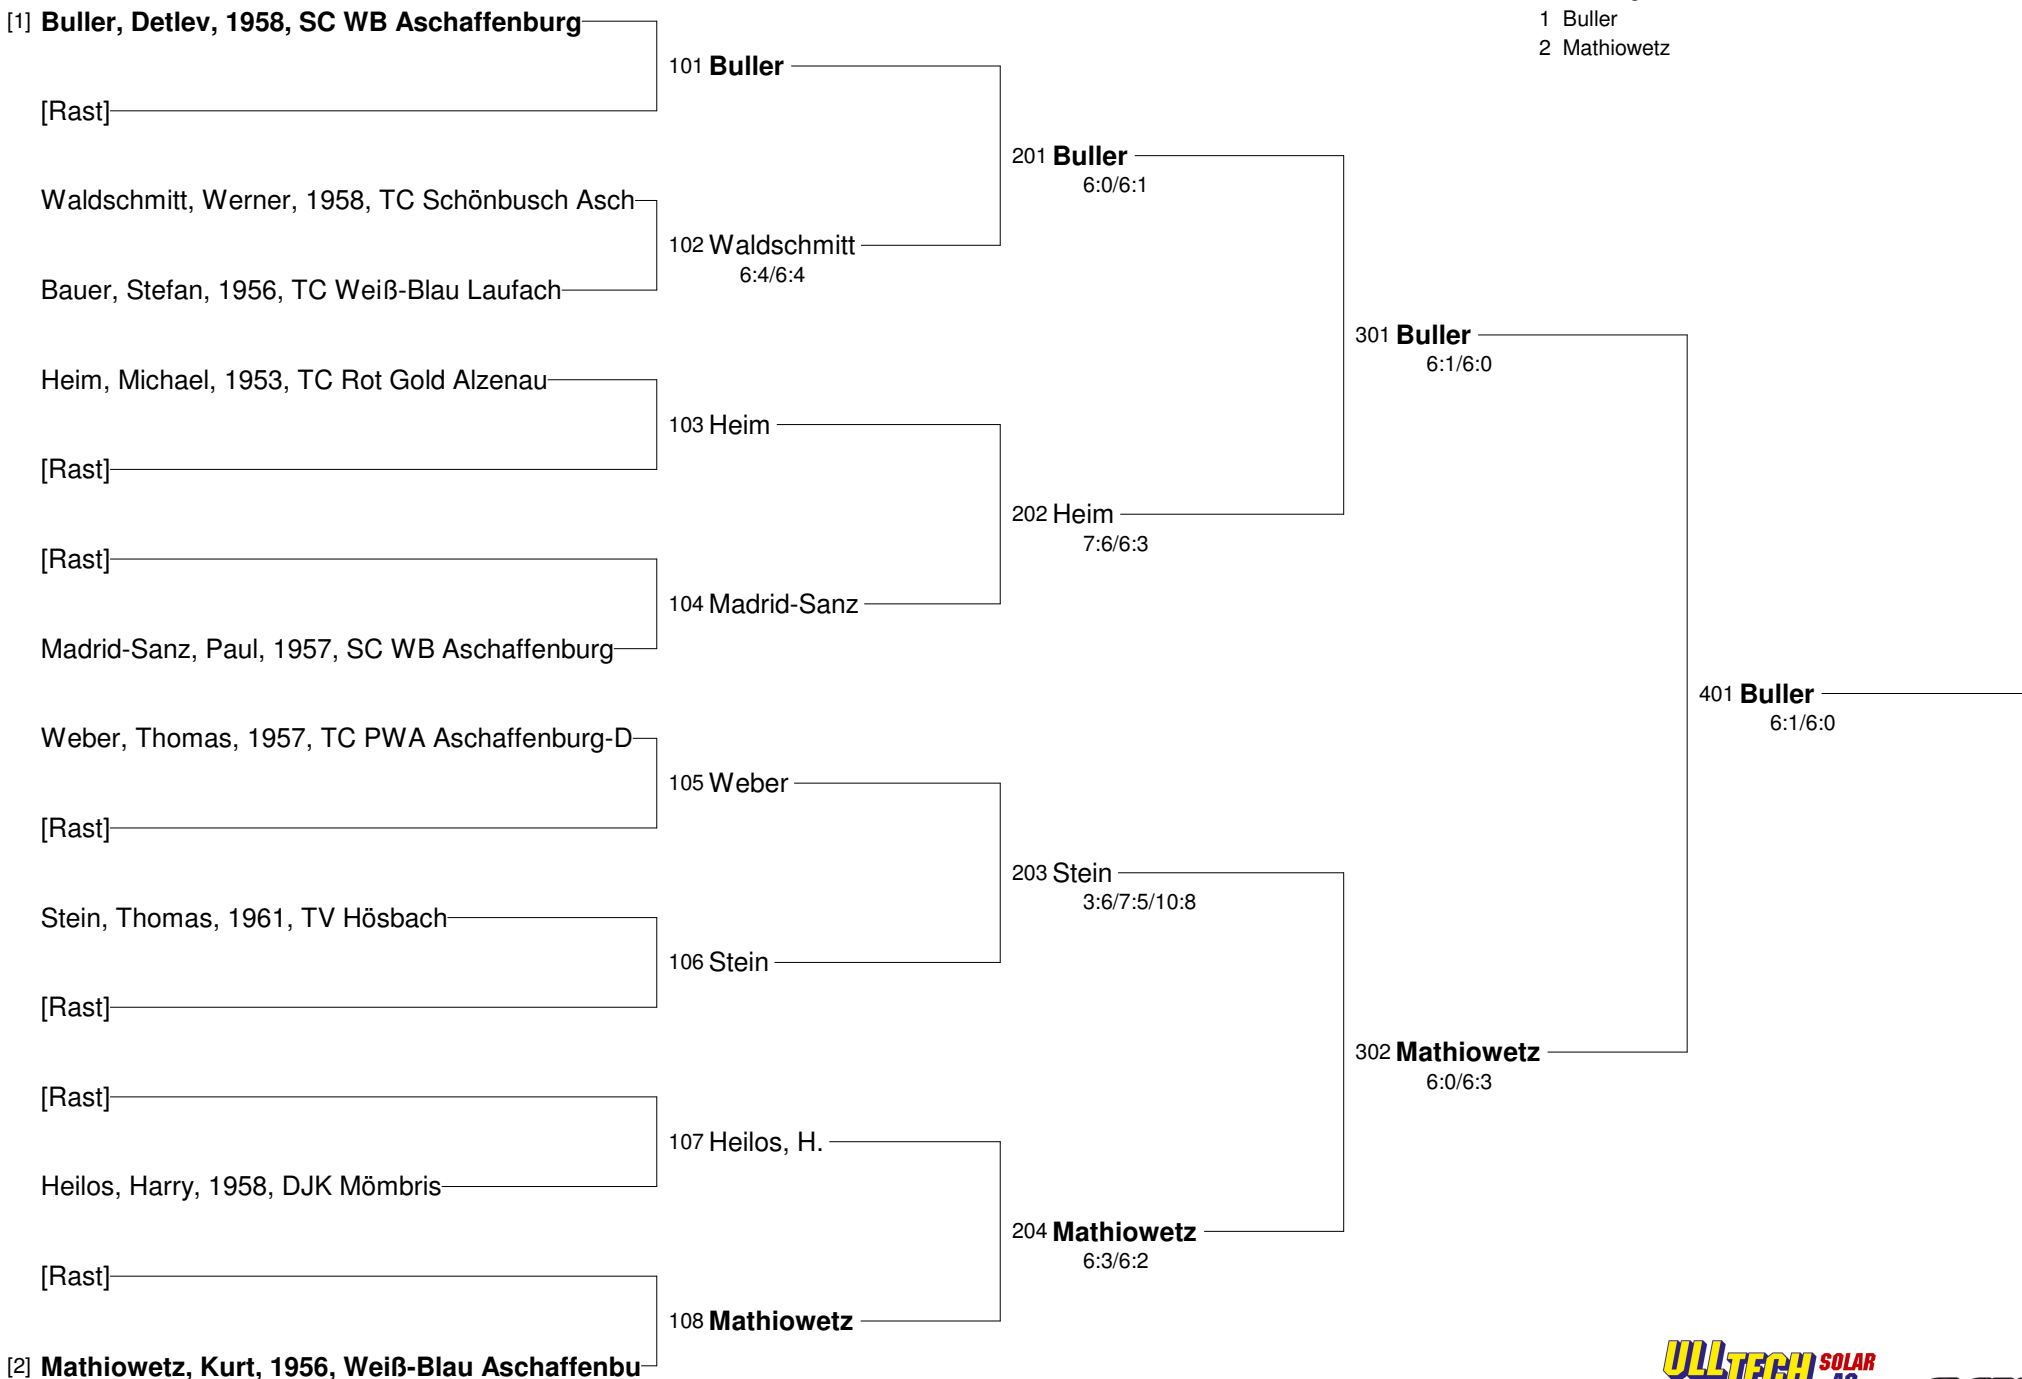 [1] Buller, Detlev, 1958, SC WB Aschaffenburg
1 Buller
2 Mathiowetz
101 Buller
[Rast]
201 Buller
6:0/6:1
Waldschmitt, Werner, 1958, TC Schönbusch Asch
102 Waldschmitt
6:4/6:4
Bauer, Stefan, 1956, TC Weiß-Blau Laufach
301 Buller
6:1/6:0
Heim, Michael, 1953, TC Rot Gold Alzenau
103 Heim
[Rast]
202 Heim
7:6/6:3
[Rast]
104 Madrid-Sanz
Madrid-Sanz, Paul, 1957, SC WB Aschaffenburg
401 Buller
6:1/6:0
Weber, Thomas, 1957, TC PWA Aschaffenburg-D
105 Weber
[Rast]
203 Stein
3:6/7:5/10:8
Stein, Thomas, 1961, TV Hösbach
106 Stein
[Rast]
302 Mathiowetz
6:0/6:3
[Rast]
107 Heilos, H.
Heilos, Harry, 1958, DJK Mömbris
204 Mathiowetz
6:3/6:2
[Rast]
108 Mathiowetz
[2] Mathiowetz, Kurt, 1956, Weiß-Blau Aschaffenbu
ULLTECH SOLAR
AG